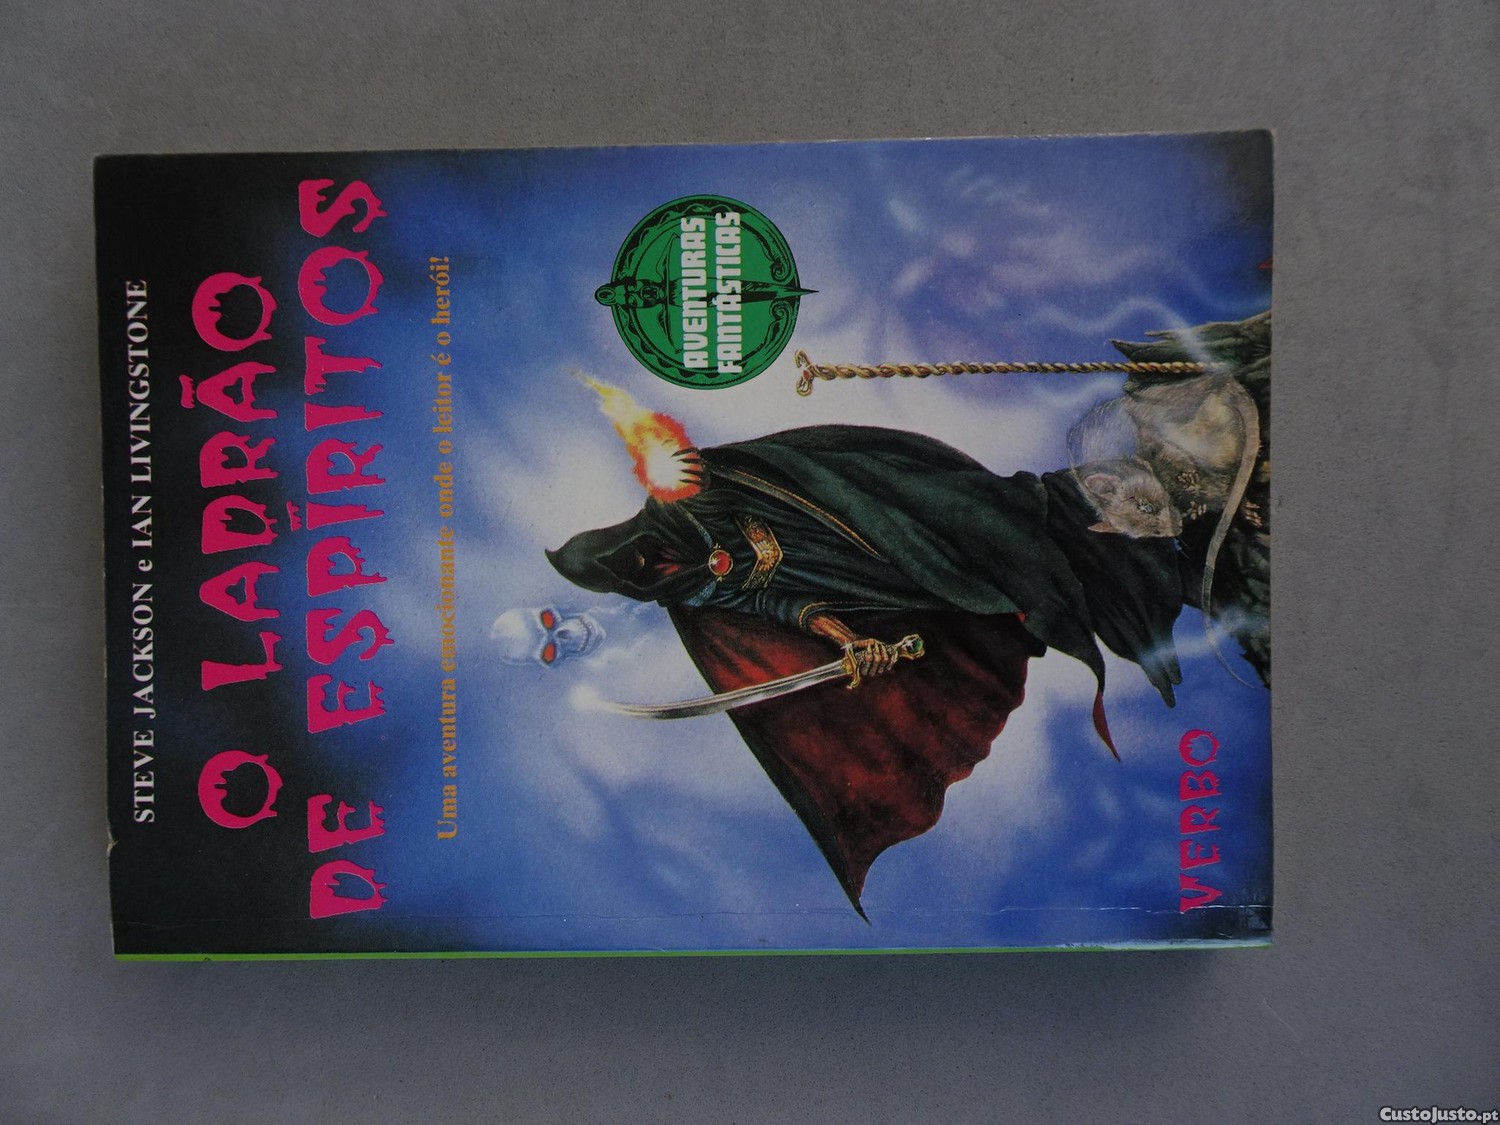 STEVE JACKSON e IAN LIVINGSTONE
O LADRÃO
DE ESPÍRITOS
Uma aventura emocionante onde o leitor é o herói!
AVENTURAS
FANTÁSTICAS
VERBO
CustoJusto.pt